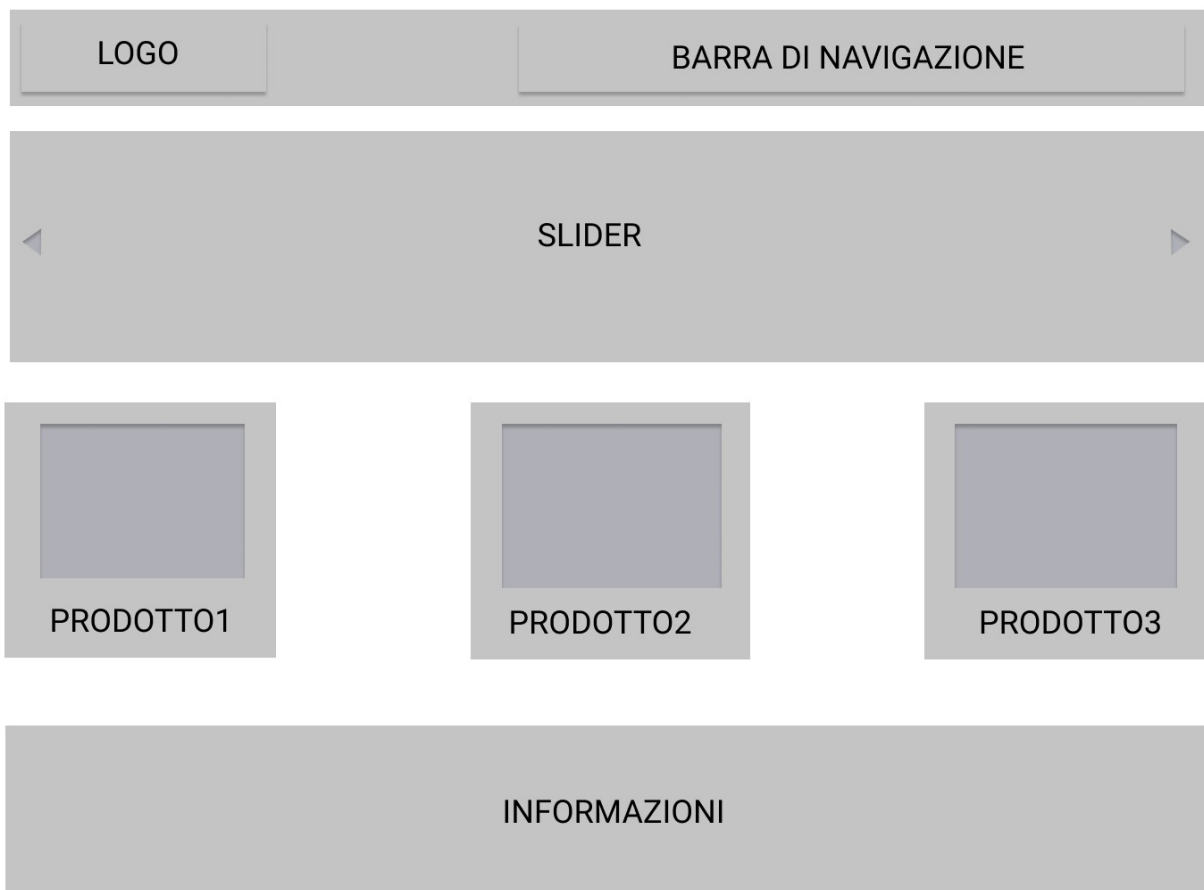 LOGO
BARRA DI NAVIGAZIONE
SLIDER
PRODOTTO1
PRODOTTO2
PRODOTTO3
INFORMAZIONI